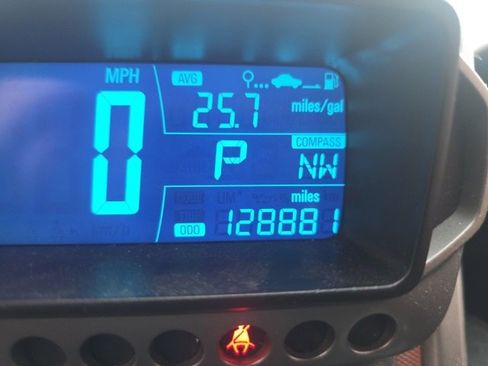 MPH
0
AVG
25.7 miles/gal
P
COMPASS
NW
miles
ODO 128881